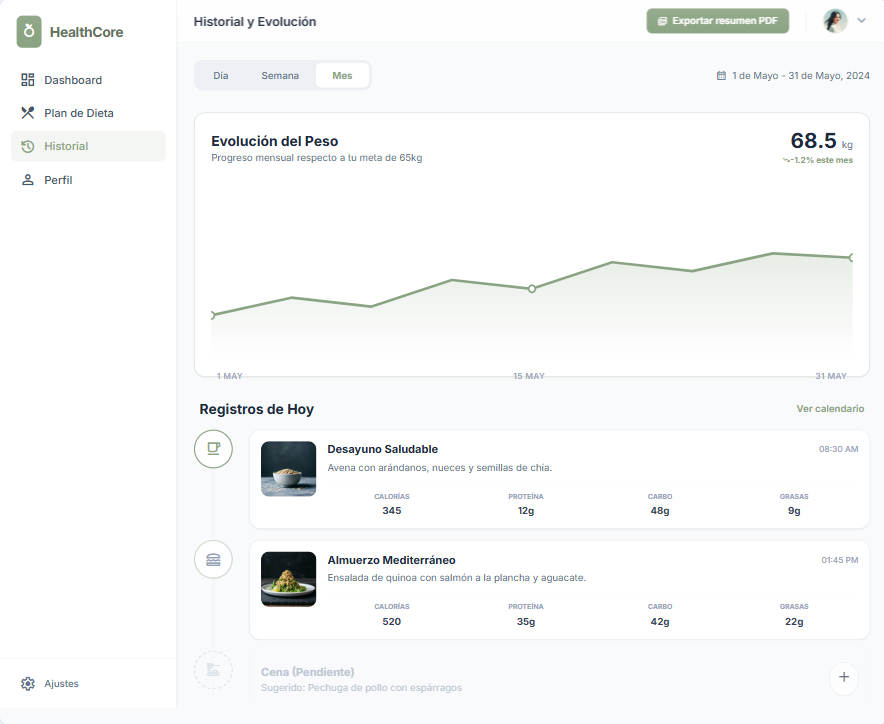 HealthCore
Dashboard
Plan de Dieta
Historial
Perfil
Ajustes
Historial y Evolución
Exportar resumen PDF
Día
Semana
Mes
1 de Mayo - 31 de Mayo, 2024
Evolución del Peso
Progreso mensual respecto a tu meta de 65kg
68.5 kg
-1.2% este mes
1 MAY
15 MAY
31 MAY
Registros de Hoy
Ver calendario
Desayuno Saludable
08:30 AM
Avena con arándanos, nueces y semillas de chía.
CALORÍAS PROTEÍNA CARBO GRASAS
345 12g 48g 9g
Almuerzo Mediterráneo
01:45 PM
Ensalada de quinoa con salmón a la plancha y aguacate.
CALORÍAS PROTEÍNA CARBO GRASAS
520 35g 42g 22g
Cena (Pendiente)
Sugerido: Pechuga de pollo con espárragos
+